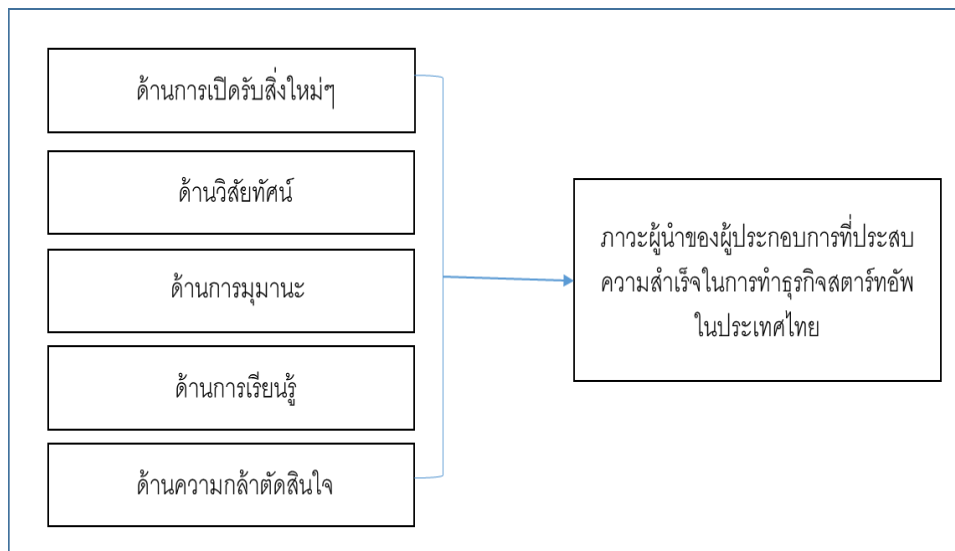 ด้านการเปิดรับสิ่งใหม่ๆ
ด้านวิสัยทัศน์
ด้านการมุมานะ
ด้านการเรียนรู้
ด้านความกล้าตัดสินใจ
ภาวะผู้นำของผู้ประกอบการที่ประสบ
ความสำเร็จในการทำธุรกิจสตาร์ทอัพ
ในประเทศไทย